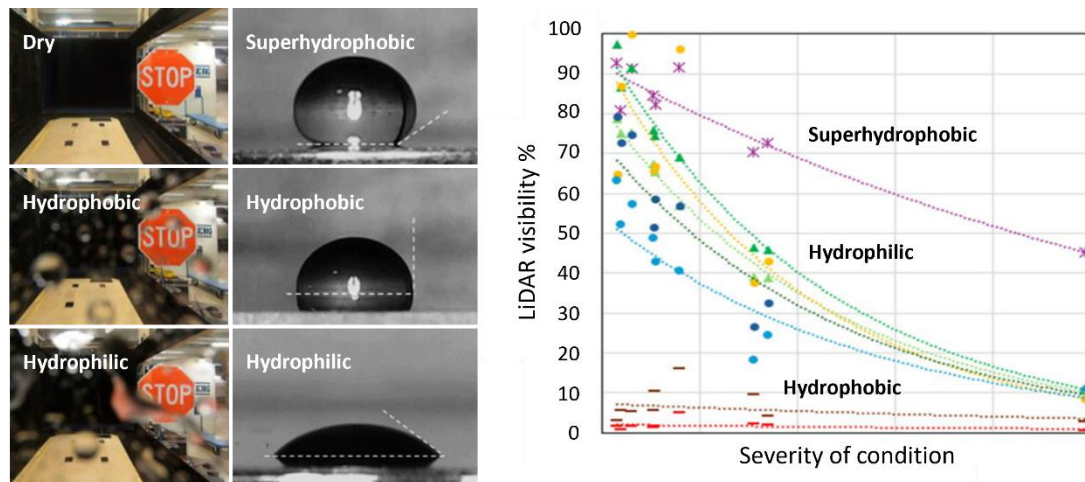 Dry
STOP
Superhydrophobic
Hydrophobic
STOP
Hydrophobic
Hydrophilic
STOP
Hydrophilic
LiDAR visibility %
100
90
80
70
60
50
40
30
20
10
0
Superhydrophobic
Hydrophilic
Hydrophobic
Severity of condition